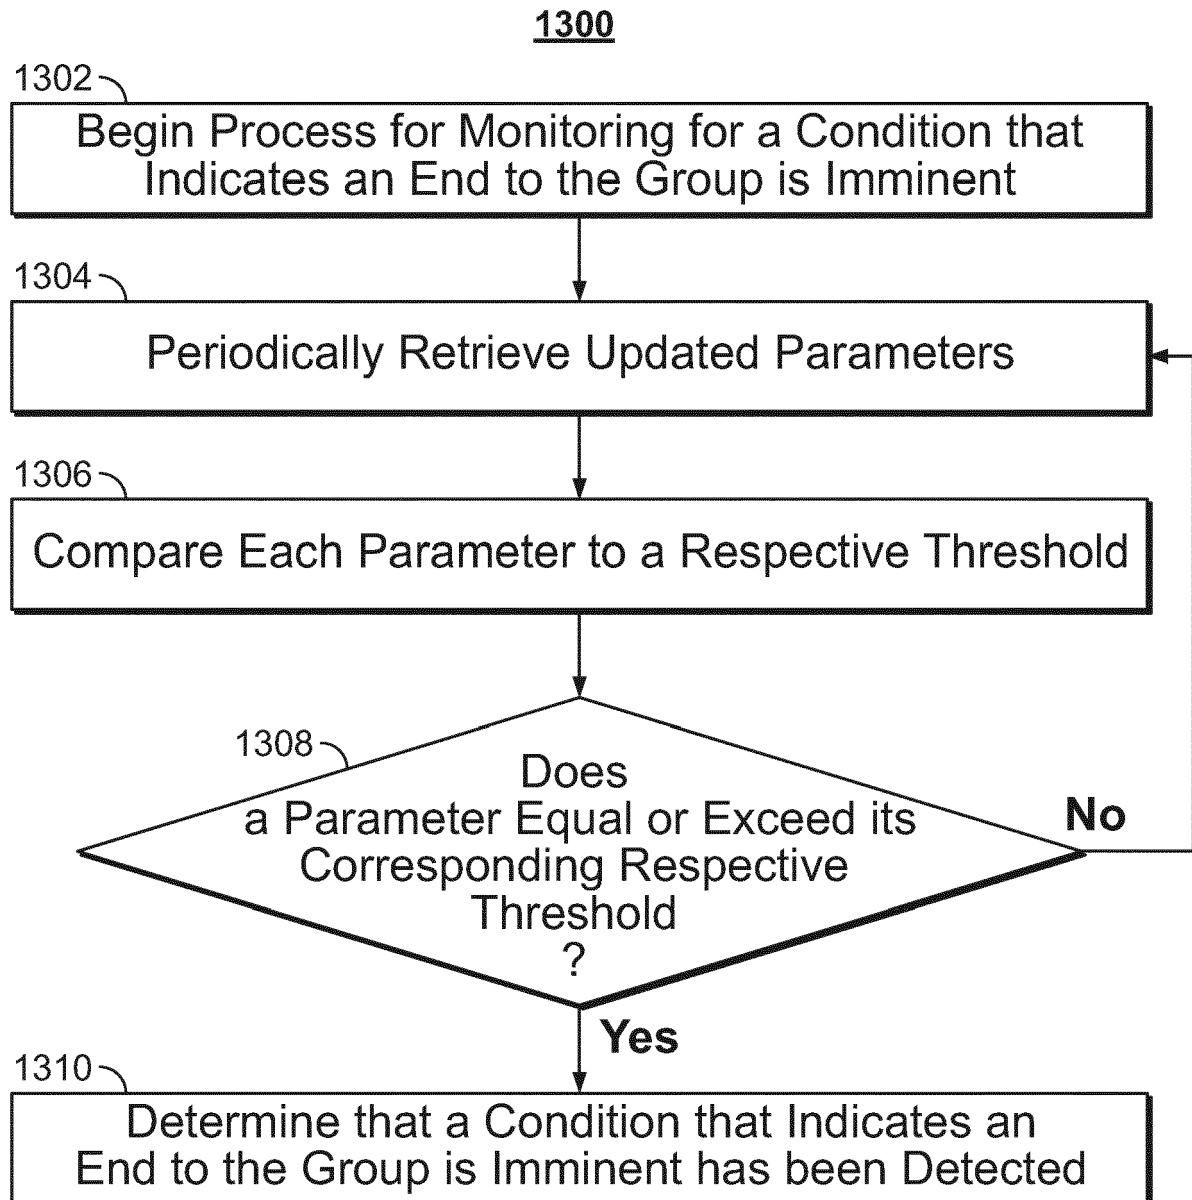 1300
1302
Begin Process for Monitoring for a Condition that
Indicates an End to the Group is Imminent
1304
Periodically Retrieve Updated Parameters
1306
Compare Each Parameter to a Respective Threshold
1308
Does
a Parameter Equal or Exceed its
Corresponding Respective
Threshold
?
No
Yes
1310
Determine that a Condition that Indicates an
End to the Group is Imminent has been Detected